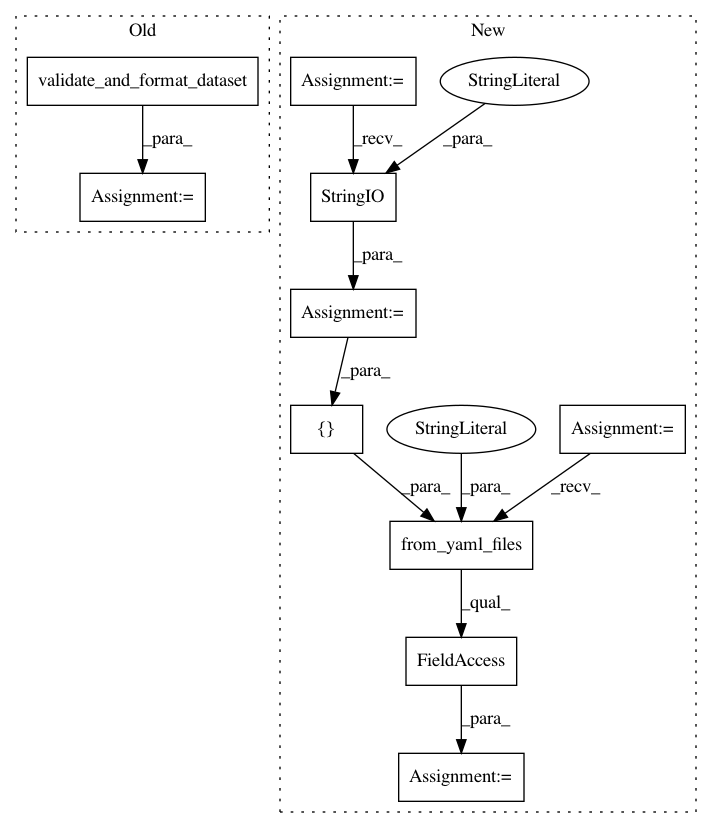 Old
New
validate_and_format_dataset
Assignment:=
StringLiteral
_para_
_recv_
_para_
Assignment:=
StringIO
_para_
Assignment:=
_para_
{}
StringLiteral
Assignment:=
_para_
_para_
_recv_
from_yaml_files
_qual_
FieldAccess
_para_
Assignment:=